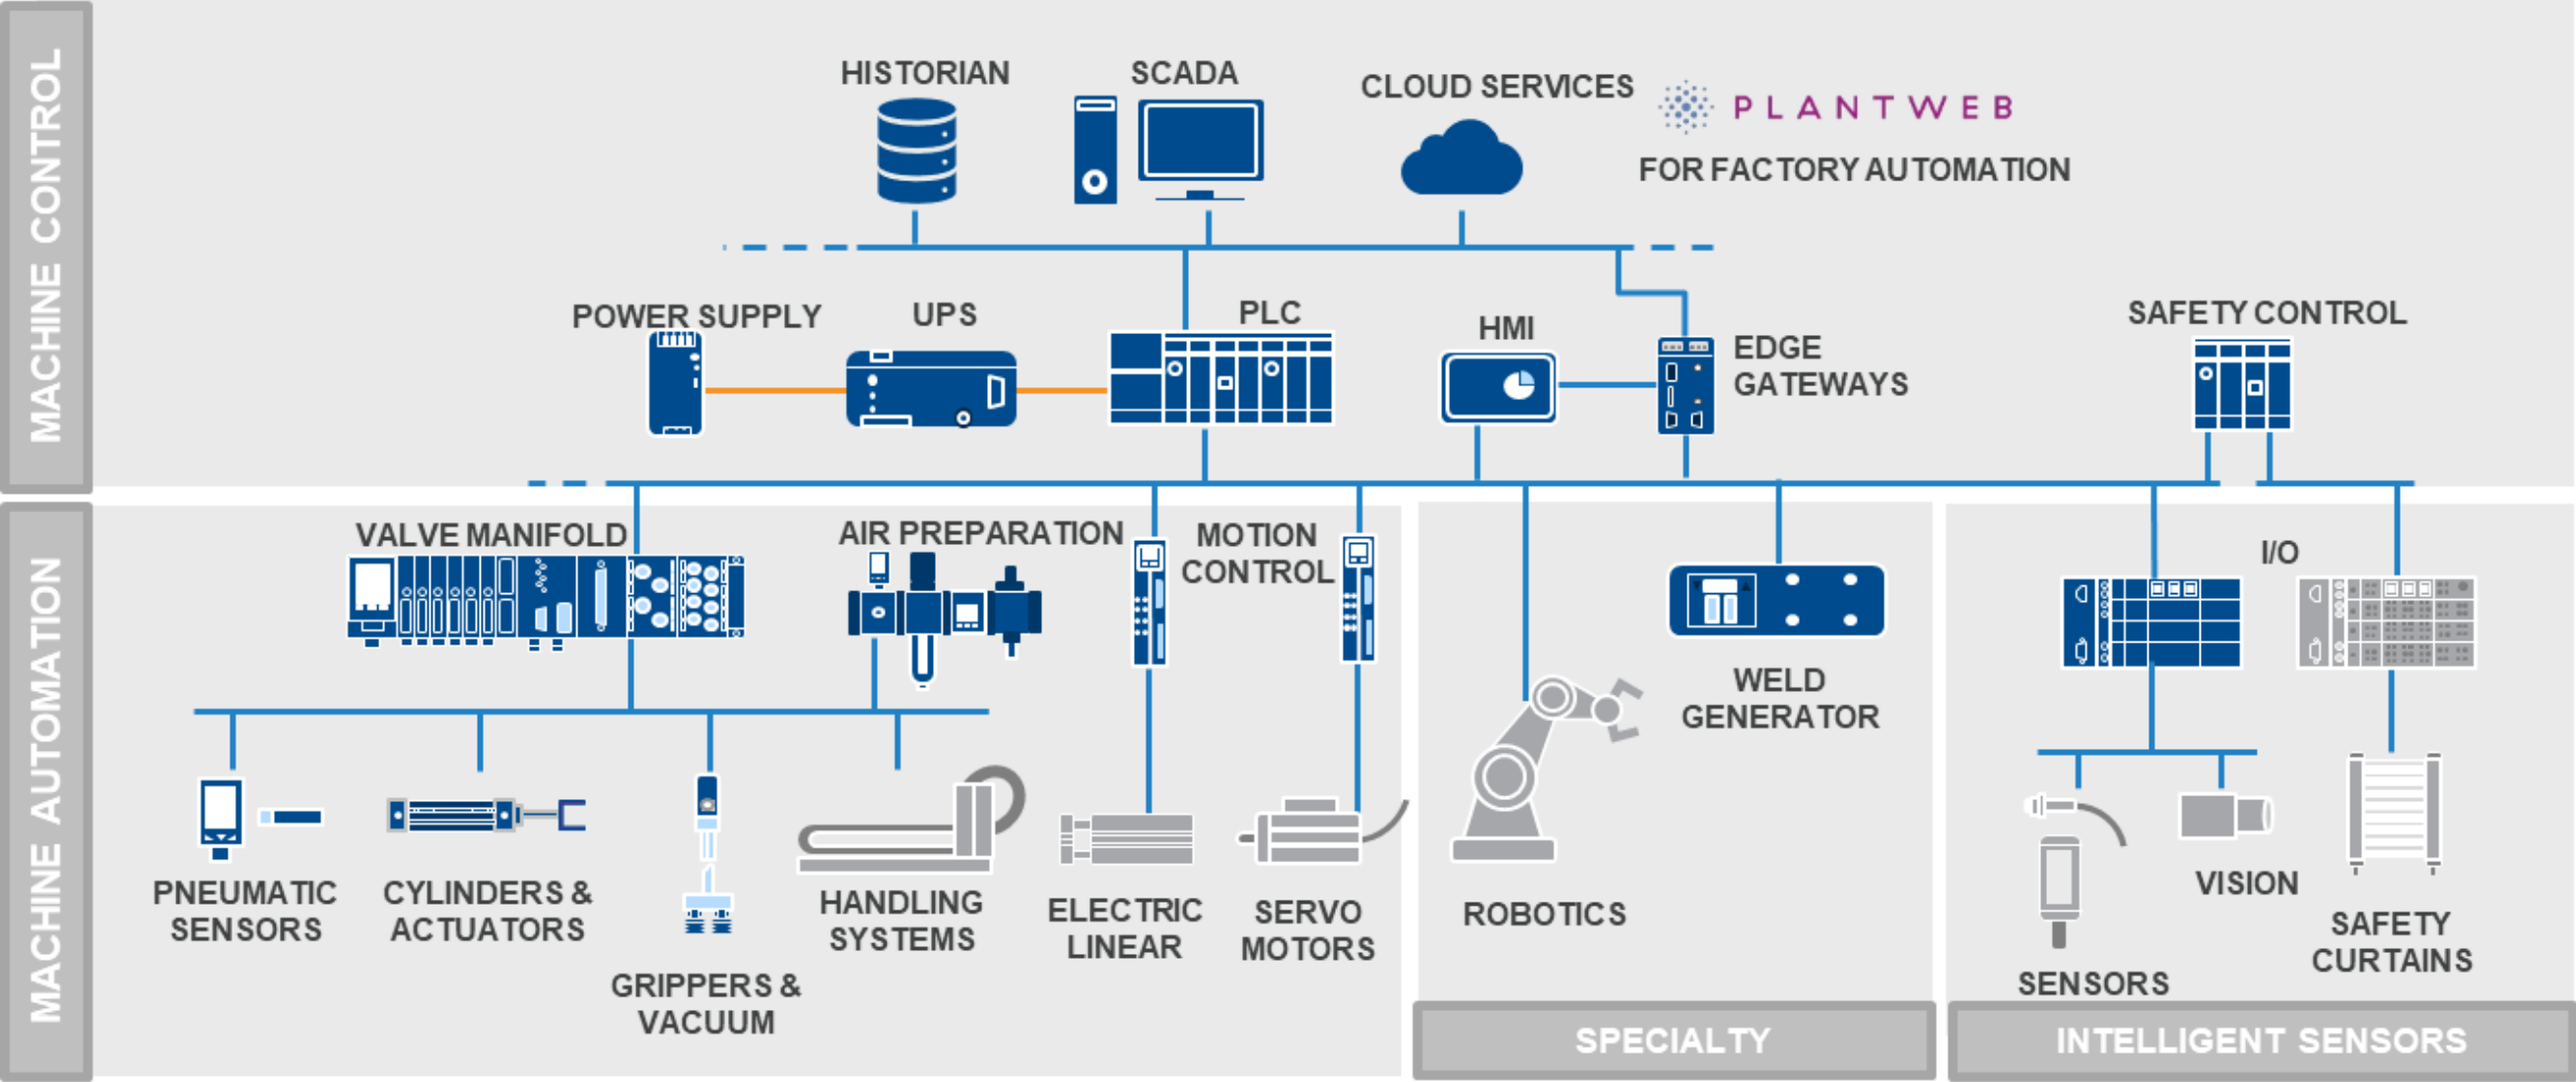 MACHINE CONTROL
HISTORIAN
SCADA
CLOUD SERVICES
PLANTWEB
FOR FACTORY AUTOMATION
POWER SUPPLY
UPS
PLC
HMI
EDGE
GATEWAYS
SAFETY CONTROL
MACHINE AUTOMATION
VALVE MANIFOLD
AIR PREPARATION
MOTION
CONTROL
I/O
WELD
GENERATOR
PNEUMATIC
SENSORS
CYLINDERS &
ACTUATORS
GRIPPERS &
VACUUM
HANDLING
SYSTEMS
ELECTRIC
LINEAR
SERVO
MOTORS
ROBOTICS
SENSORS
VISION
SAFETY
CURTAINS
SPECIALTY
INTELLIGENT SENSORS